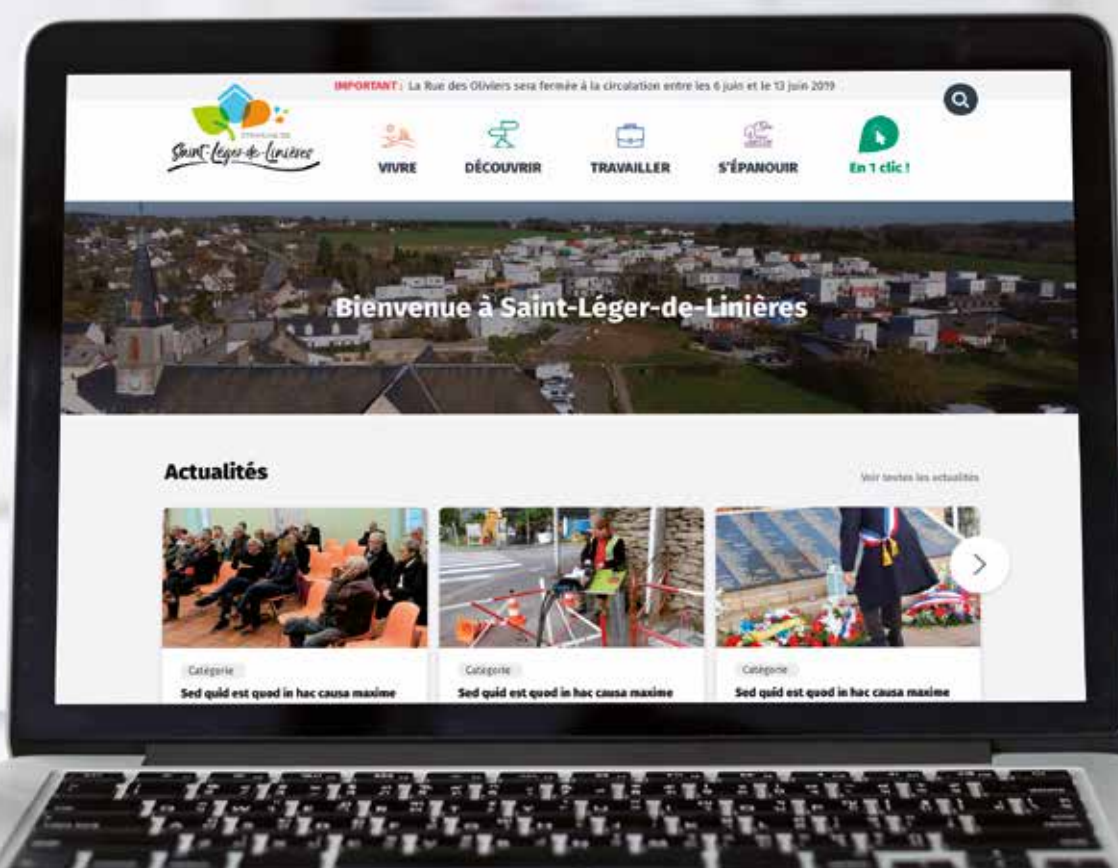 IMPORTANT : La Rue des Oliviers sera fermée à la circulation entre les 6 juin et le 13 juin 2019
COMMUNE DE
Saint-Léger-de-Linières
VIVRE
DÉCOUVRIR
TRAVAILLER
S'ÉPANOUIR
En 1 clic !
Bienvenue à Saint-Léger-de-Linières
Actualités
Voir toutes les actualités
Catégorie
Sed quid est quod in hac causa maxime
Catégorie
Sed quid est quod in hac causa maxime
Catégorie
Sed quid est quod in hac causa maxime